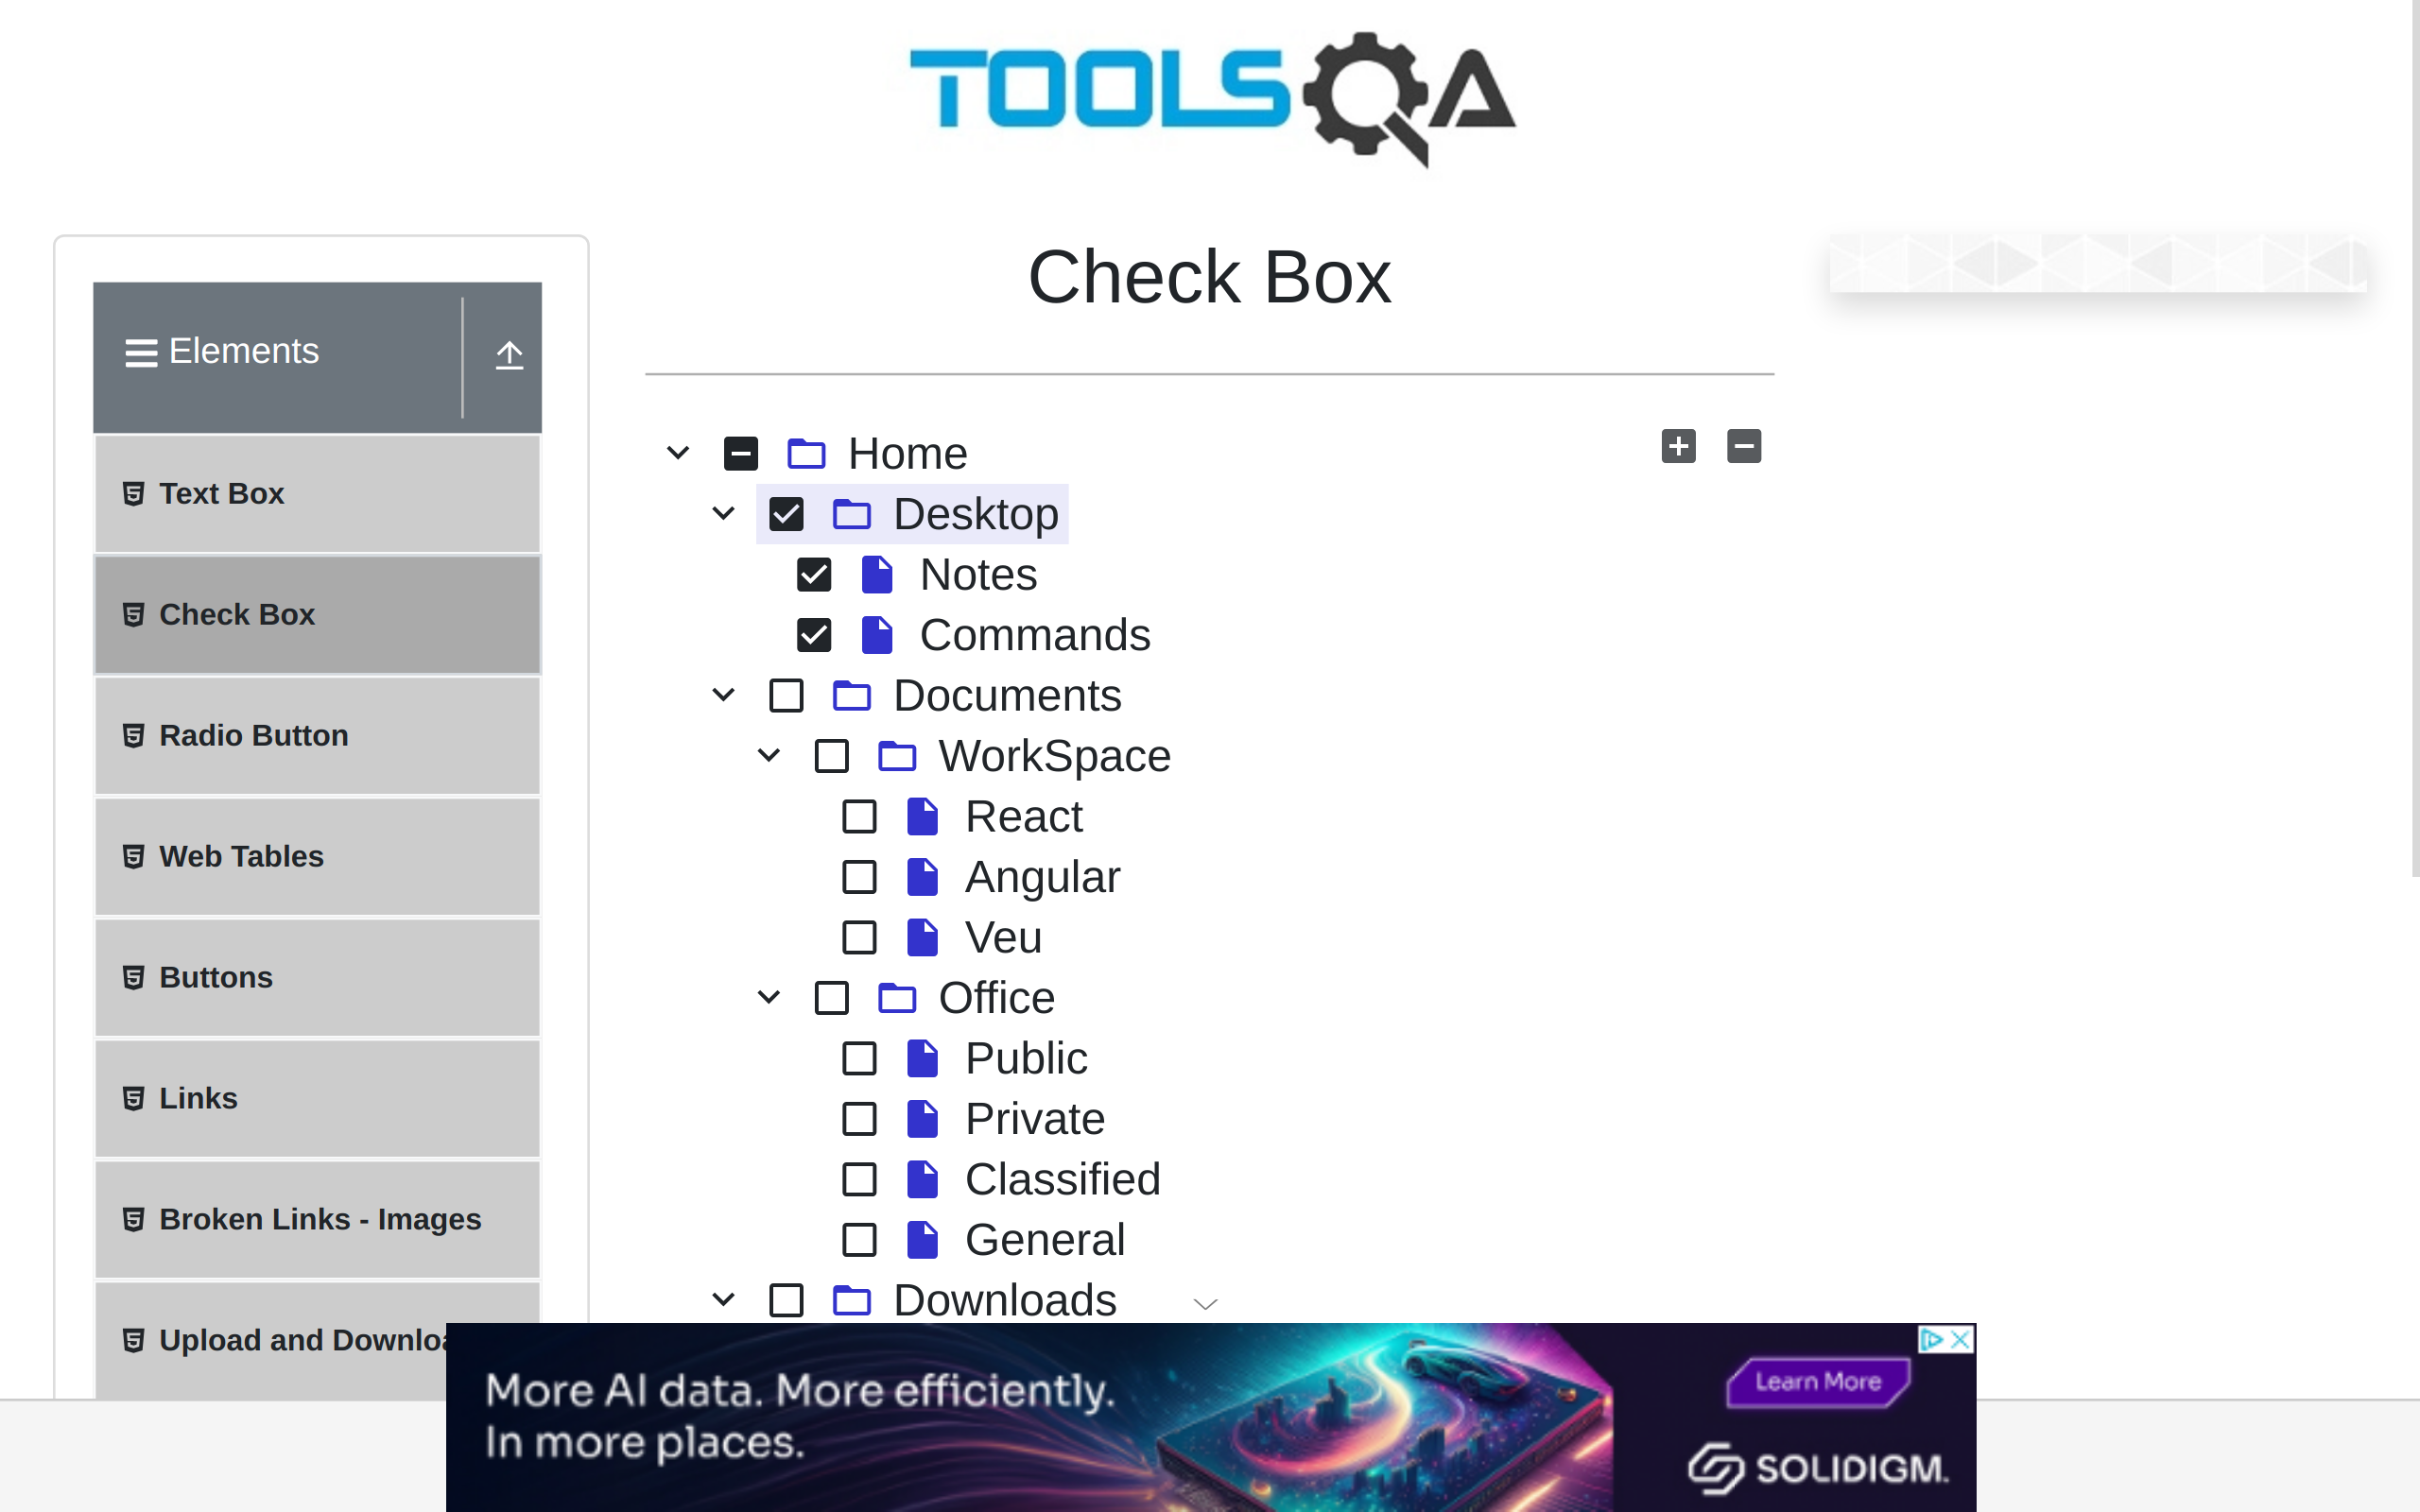 TOOLSQA
Check Box
Elements
Text Box
Check Box
Radio Button
Web Tables
Buttons
Links
Broken Links - Images
Upload and Downloa
Home
Desktop
Notes
Commands
Documents
WorkSpace
React
Angular
Veu
Office
Public
Private
Classified
General
Downloads
More AI data. More efficiently.
In more places.
Learn More
SOLIDIGM.